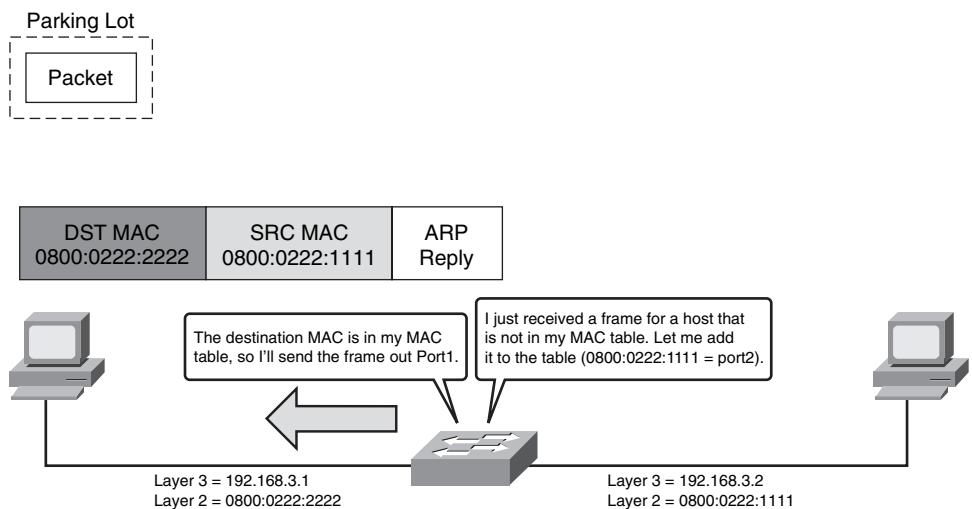 Parking Lot
Packet
DST MAC
0800:0222:2222
SRC MAC
0800:0222:1111
ARP
Reply
The destination MAC is in my MAC
table, so I'll send the frame out Port1.
I just received a frame for a host that
is not in my MAC table. Let me add
it to the table (0800:0222:1111 = port2).
Layer 3 = 192.168.3.1
Layer 2 = 0800:0222:2222
Layer 3 = 192.168.3.2
Layer 2 = 0800:0222:1111